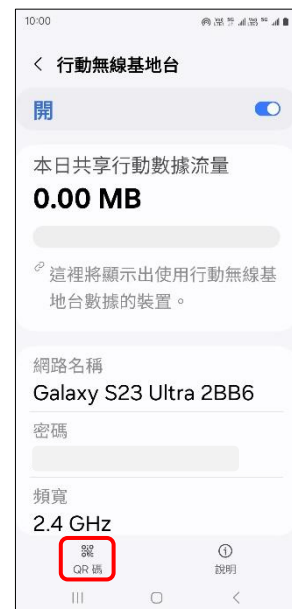 10:00
行動無線基地台
開
本日共享行動數據流量
0.00 MB
這裡將顯示出使用行動無線基
地台數據的裝置。
網路名稱
Galaxy S23 Ultra 2BB6
密碼
頻寬
2.4 GHz
QR 碼
說明